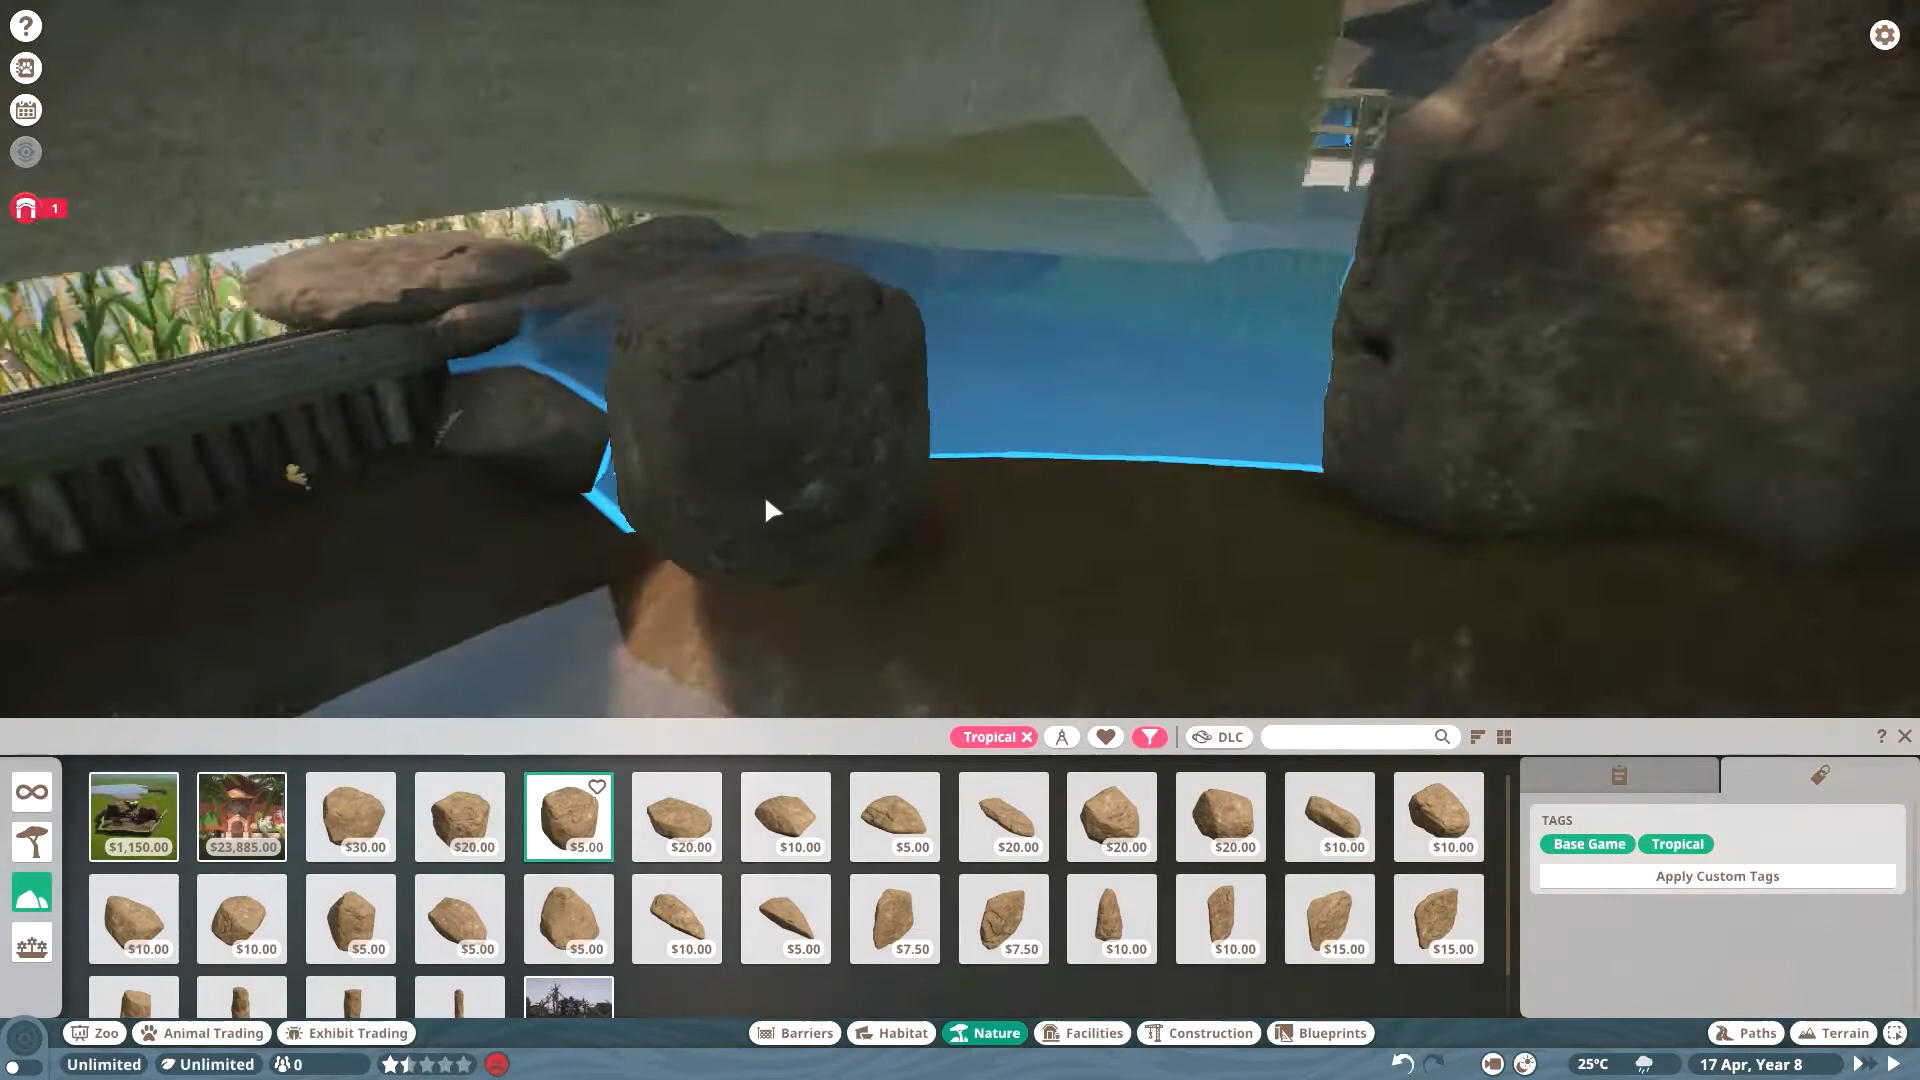 ?
1
Tropical ×
DLC
?
$1,150.00 $23,885.00 $30.00 $20.00 $5.00 $20.00 $10.00 $5.00 $20.00 $20.00 $20.00 $10.00 $10.00
TAGS
Base Game Tropical
Apply Custom Tags
$10.00 $10.00 $5.00 $5.00 $5.00 $10.00 $5.00 $7.50 $7.50 $10.00 $10.00 $15.00 $15.00
Zoo Animal Trading Exhibit Trading Barriers Habitat Nature Facilities Construction Blueprints Paths Terrain
Unlimited Unlimited 0 25°C 17 Apr, Year 8